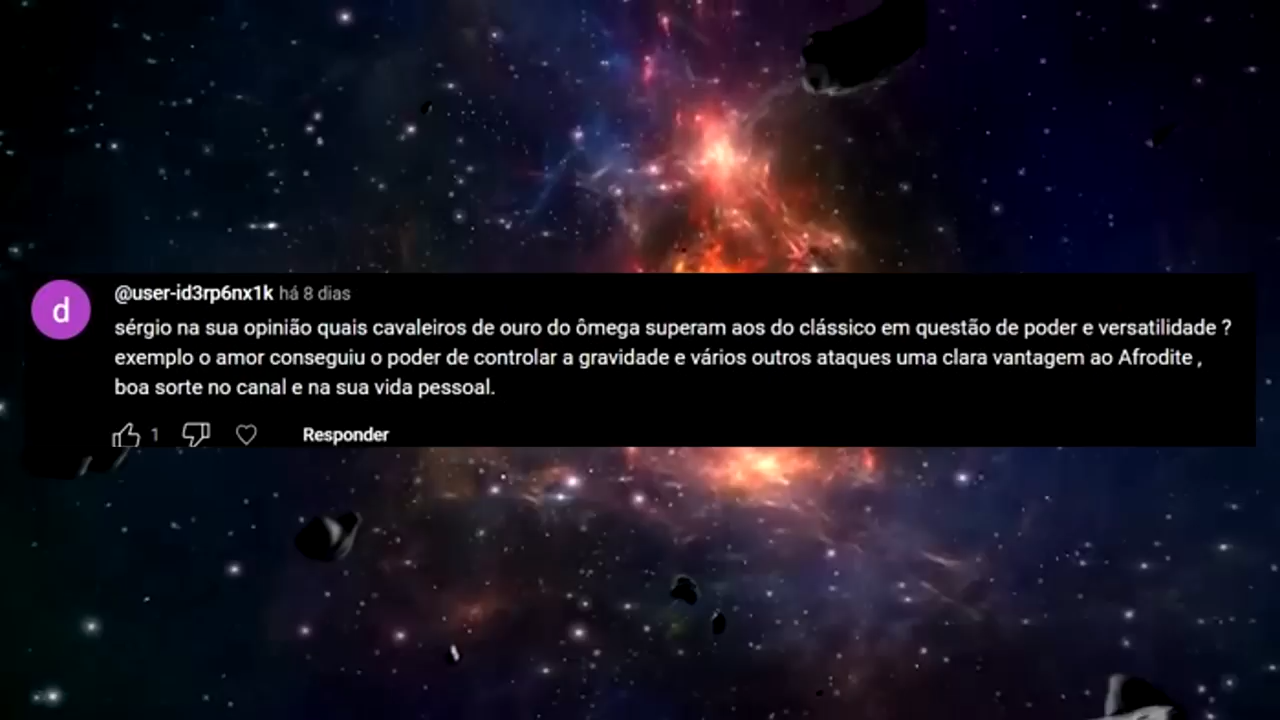 d
@user-id3rp6nx1k há 8 dias
sérgio na sua opinião quais cavaleiros de ouro do ômega superam aos do clássico em questão de poder e versatilidade ?
exemplo o amor conseguiu o poder de controlar a gravidade e vários outros ataques uma clara vantagem ao Afrodite ,
boa sorte no canal e na sua vida pessoal.
1 Responder